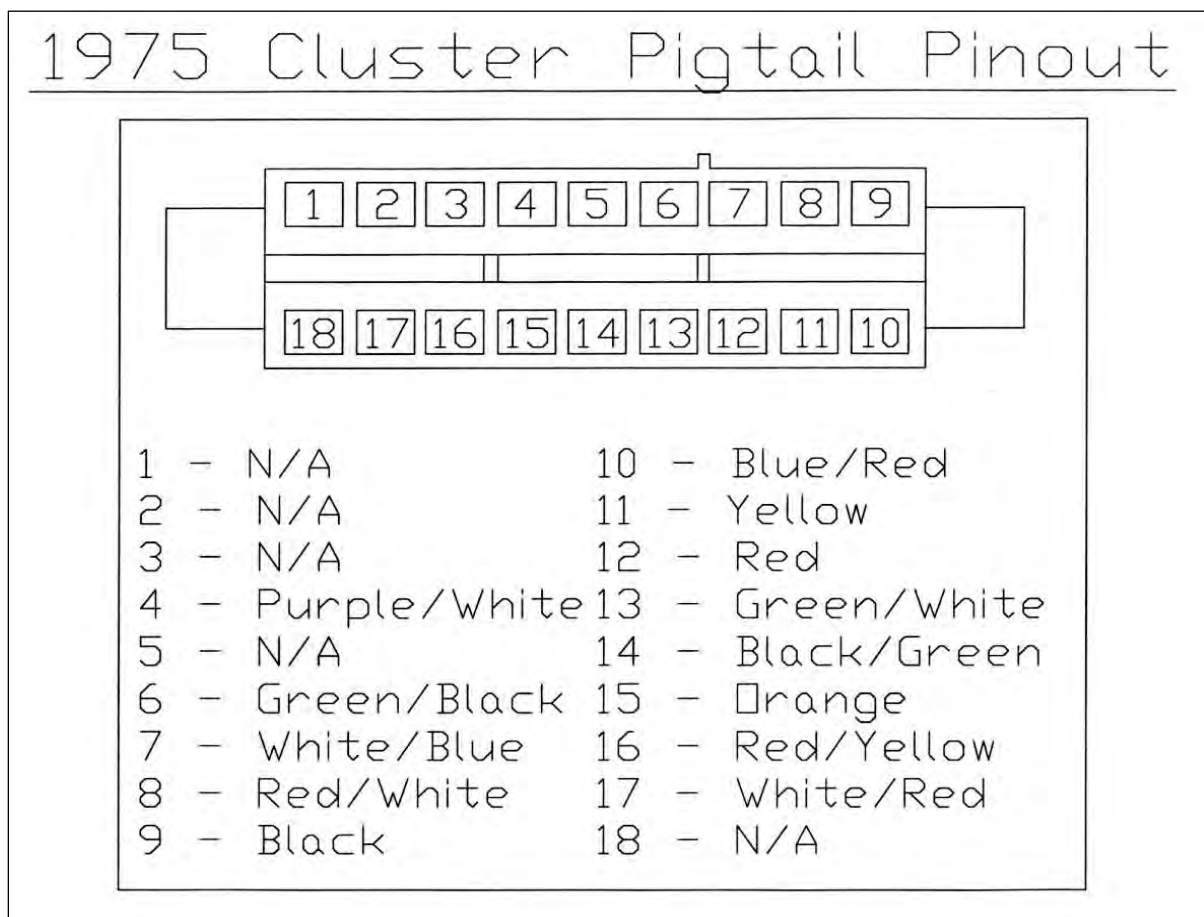 1975 Cluster Pigtail Pinout
1 2 3 4 5 6 7 8 9
18 17 16 15 14 13 12 11 10
1 - N/A
2 - N/A
3 - N/A
4 - Purple/White
5 - N/A
6 - Green/Black
7 - White/Blue
8 - Red/White
9 - Black
10 - Blue/Red
11 - Yellow
12 - Red
13 - Green/White
14 - Black/Green
15 - Orange
16 - Red/Yellow
17 - White/Red
18 - N/A